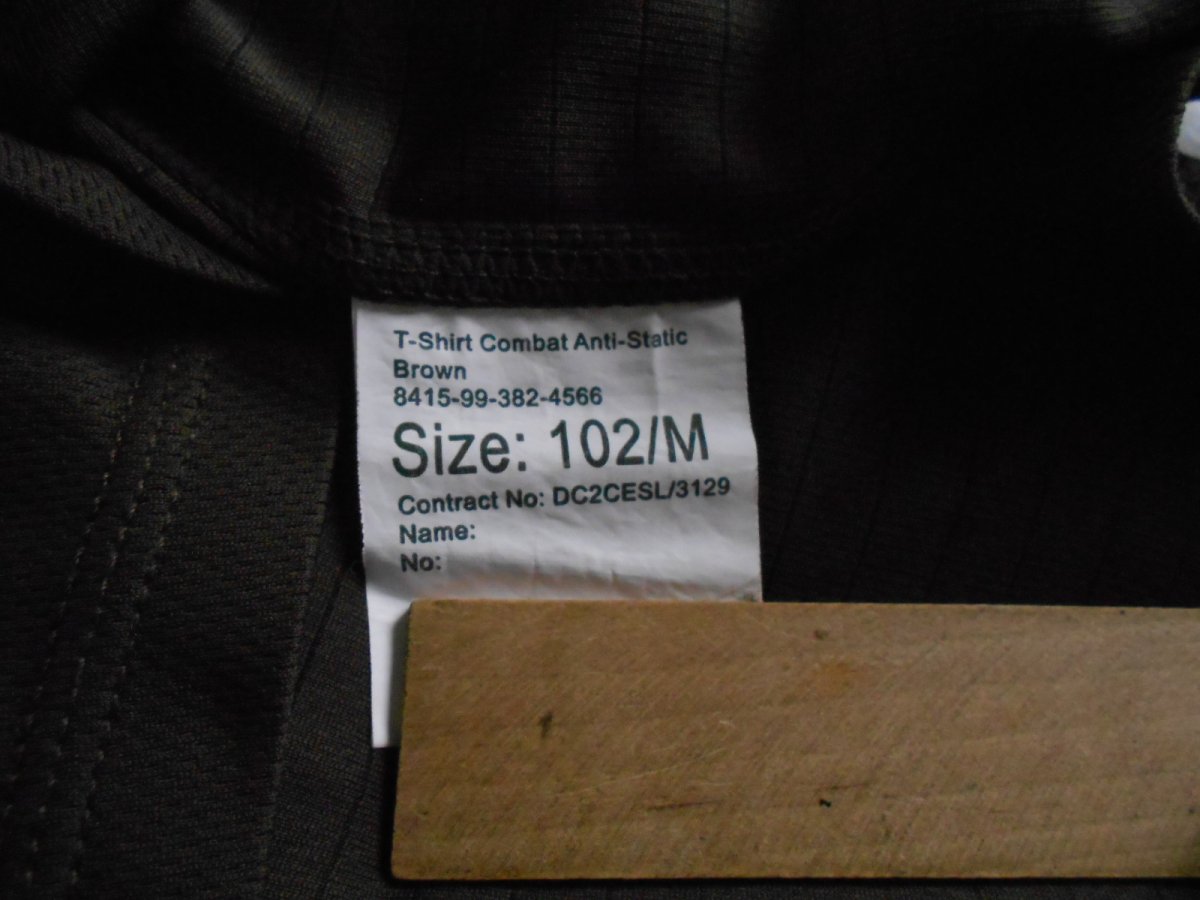 T-Shirt Combat Anti-Static
Brown
8415-99-382-4566
Size: 102/M
Contract No: DC2CESL/3129
Name:
No: